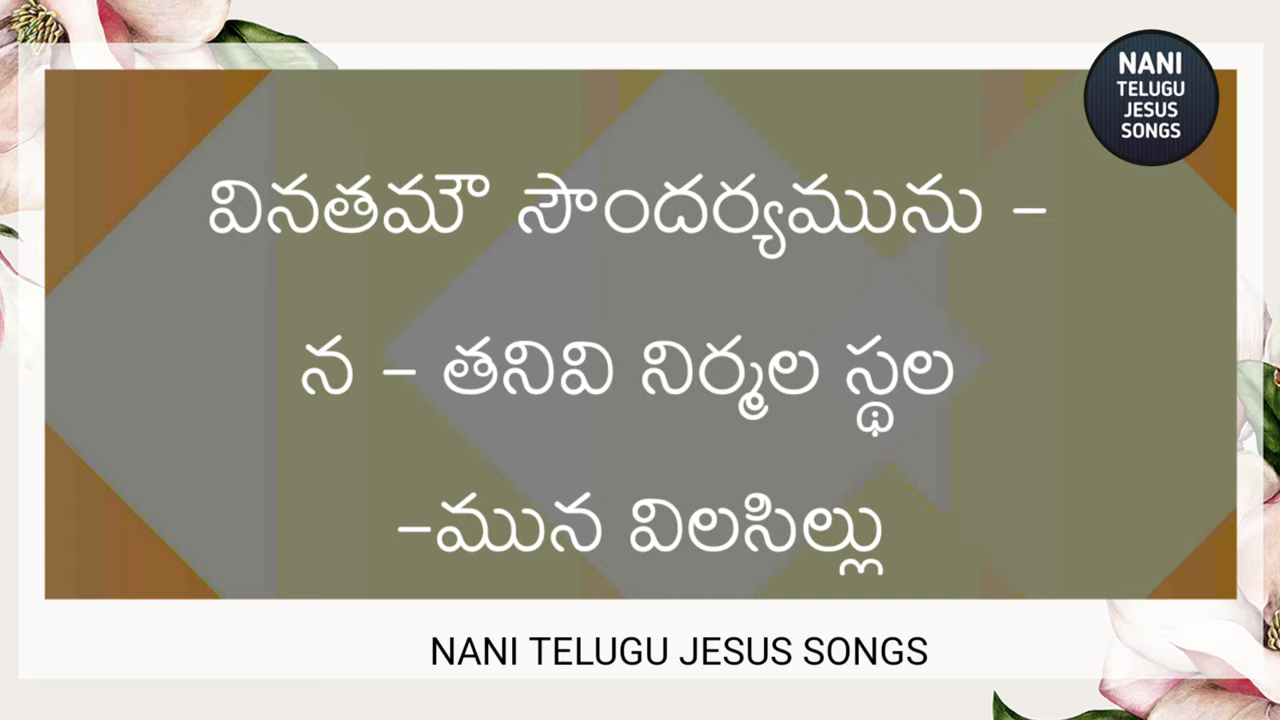 NANI
TELUGU
JESUS
SONGS
వినతమౌ సౌందర్యమును –
న – తనివి నిర్మల స్థల
–మున విలసిల్లు
NANI TELUGU JESUS SONGS